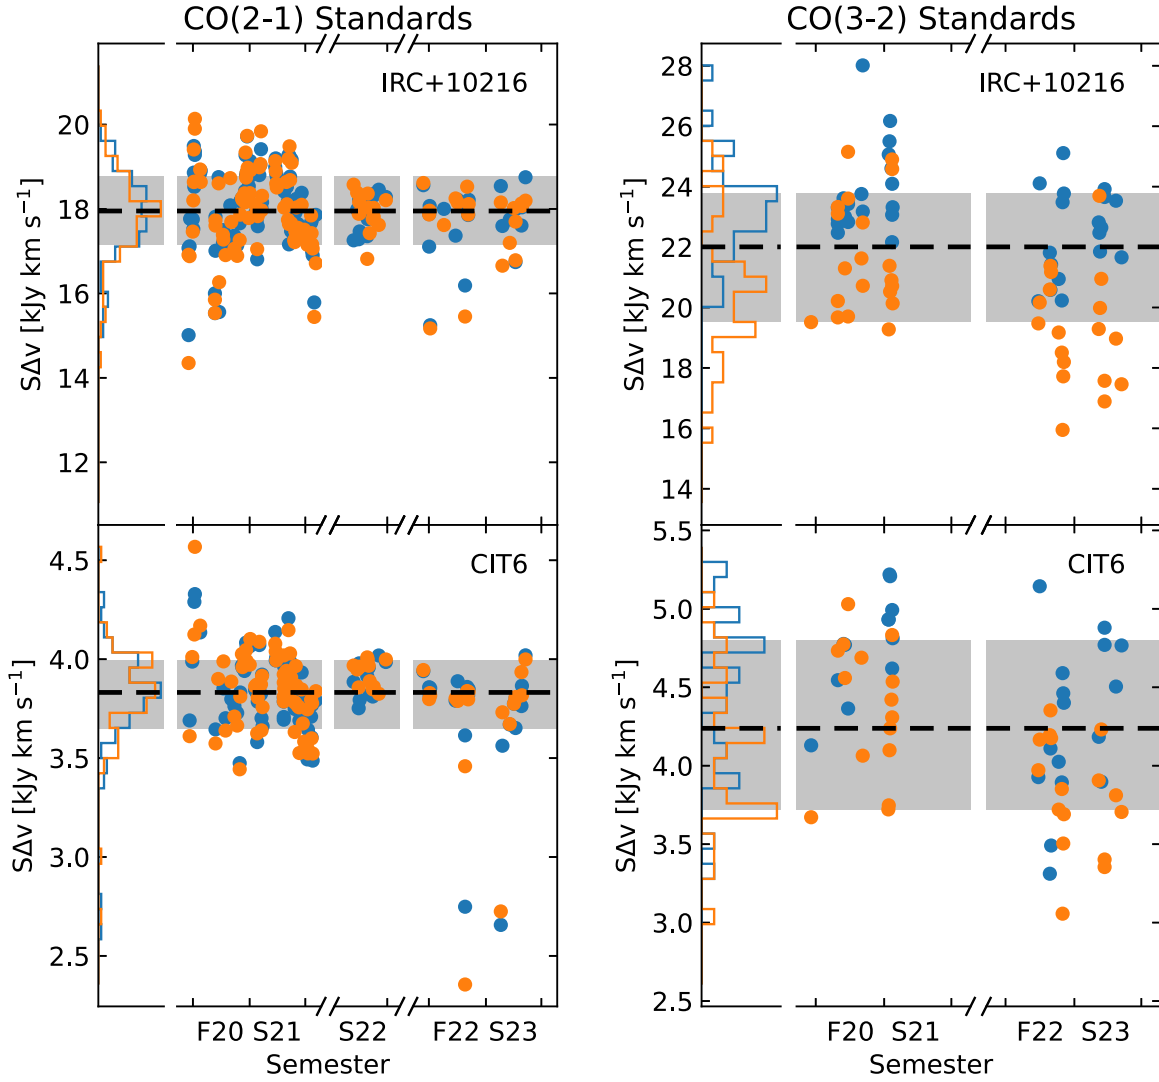 CO(2-1) Standards
CO(3-2) Standards
IRC+10216
20
18
16
14
12
SΔv [kJy km s⁻¹]
IRC+10216
28
26
24
22
20
18
16
14
SΔv [kJy km s⁻¹]
CIT6
4.5
4.0
3.5
3.0
2.5
SΔv [kJy km s⁻¹]
CIT6
5.5
5.0
4.5
4.0
3.5
3.0
2.5
SΔv [kJy km s⁻¹]
F20 S21 S22 F22 S23
Semester
F20 S21 F22 S23
Semester